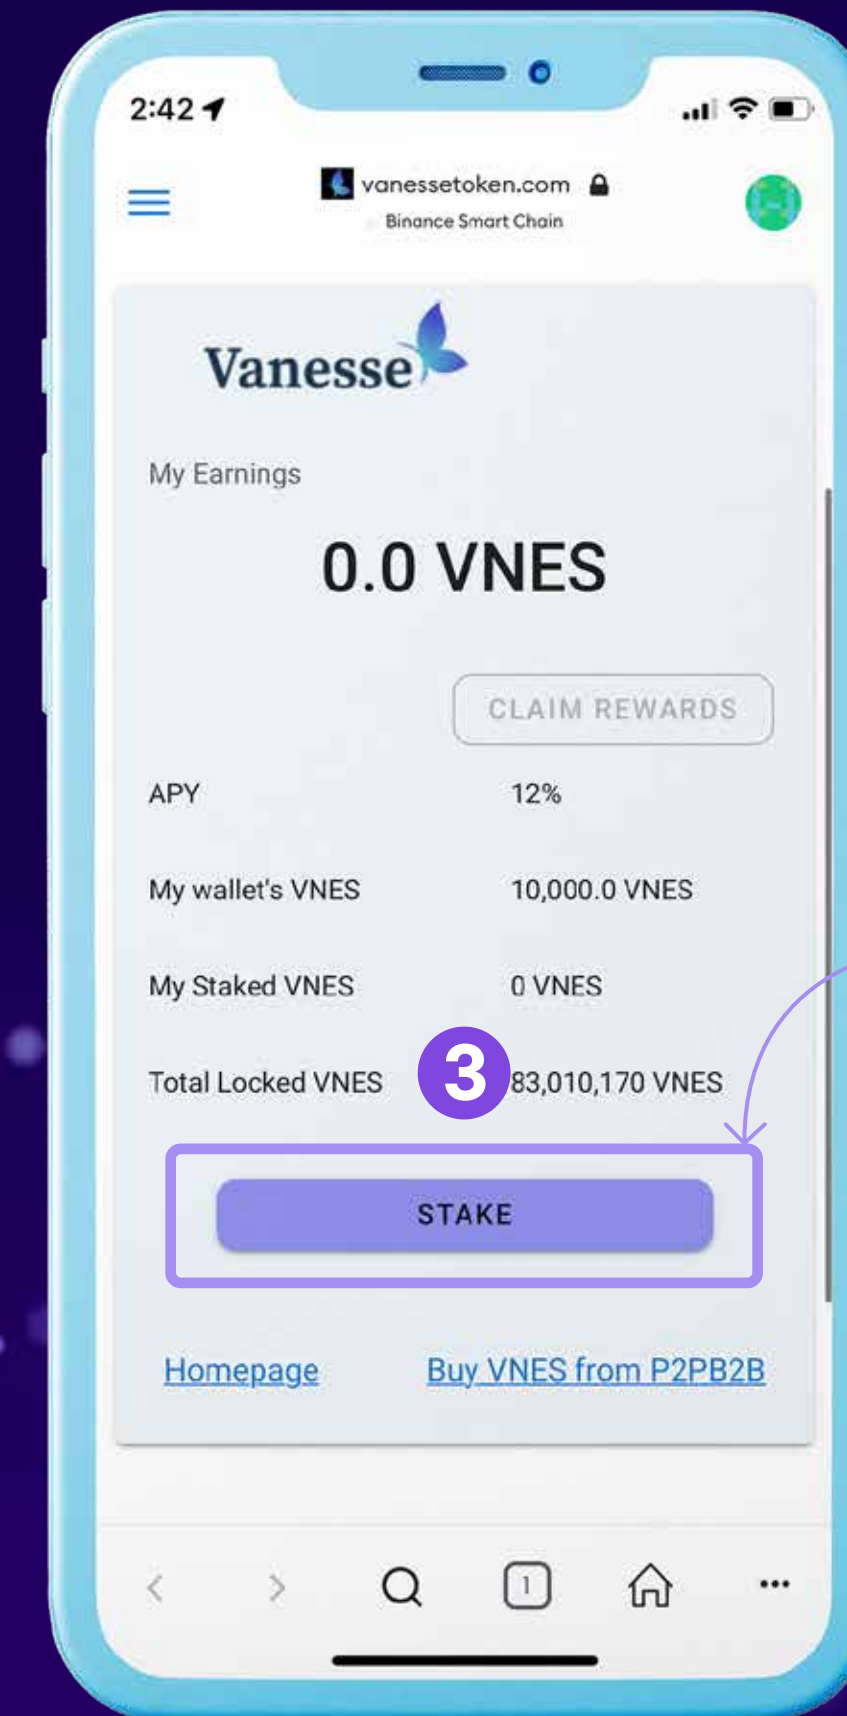 2:42
vanessetoken.com
Binance Smart Chain
Vanesse
My Earnings
0.0 VNES
CLAIM REWARDS
APY 12%
My wallet's VNES 10,000.0 VNES
My Staked VNES 0 VNES
Total Locked VNES 3 83,010,170 VNES
STAKE
Homepage Buy VNES from P2PB2B
1